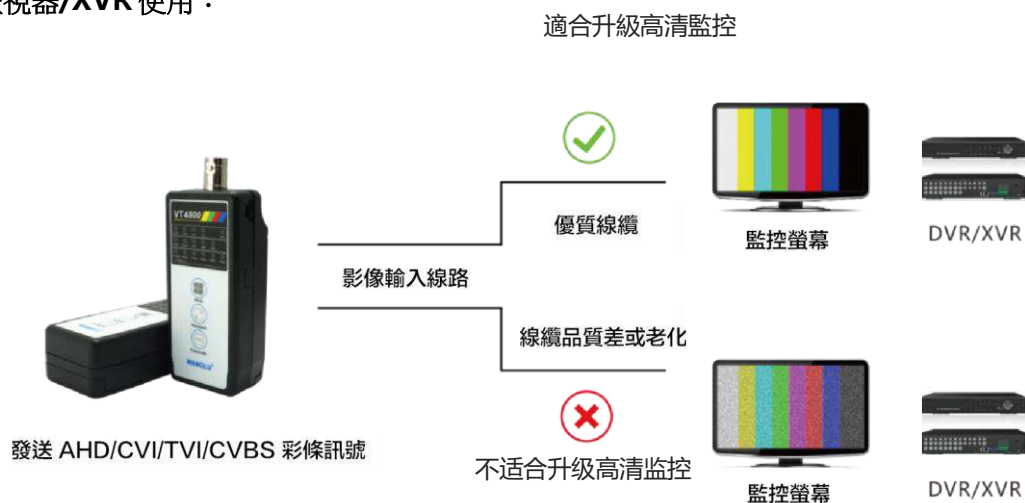 視器/XVR 使用：
適合升級高清監控
VT4800
優質線纜
監控螢幕
DVR/XVR
影像輸入線路
線纜品質差或老化
發送 AHD/CVI/TVI/CVBS 彩條訊號
不适合升级高清监控
監控螢幕
DVR/XVR